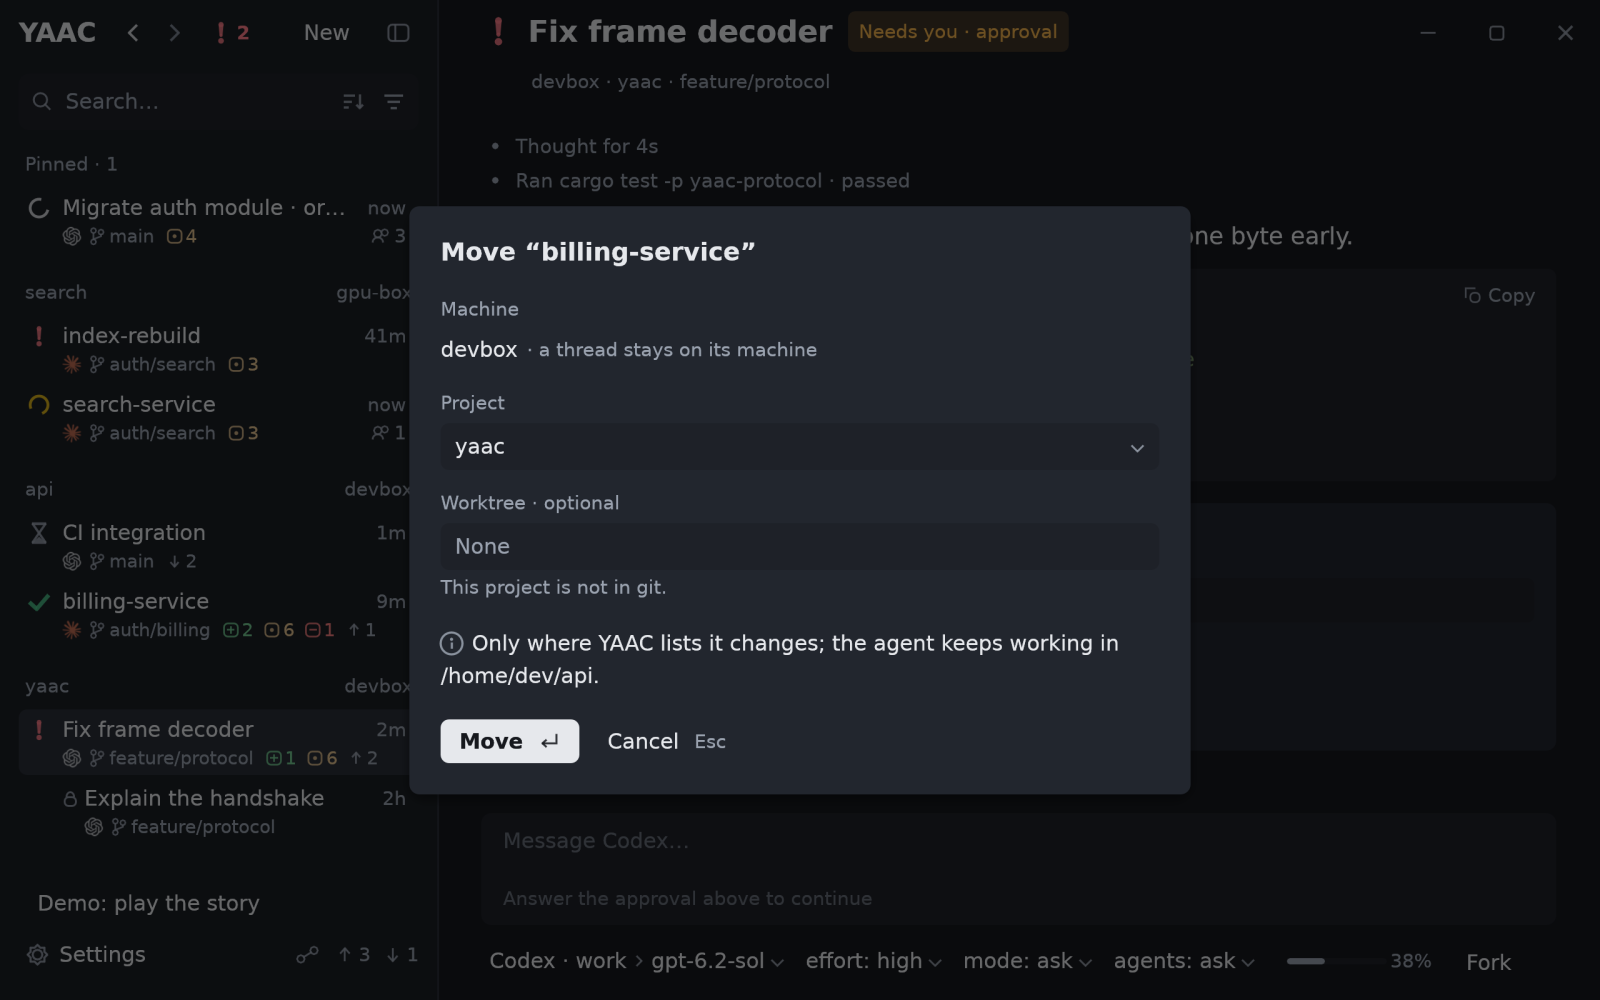 YAAC
2
New
Fix frame decoder
Needs you · approval
devbox · yaac · feature/protocol
Search…
• Thought for 4s
• Ran cargo test -p yaac-protocol · passed
one byte early.
Copy
Pinned · 1
Migrate auth module · or… now
main 4 3
search gpu-box
index-rebuild 41m
auth/search 3
search-service now
auth/search 3 1
api devbox
CI integration 1m
main ↓ 2
billing-service 9m
auth/billing 2 6 1 ↑ 1
yaac devbox
Fix frame decoder 2m
feature/protocol 1 6 ↑ 2
Explain the handshake 2h
feature/protocol
Demo: play the story
Settings ↑ 3 ↓ 1
Move “billing-service”
Machine
devbox · a thread stays on its machine
Project
yaac
Worktree · optional
None
This project is not in git.
Only where YAAC lists it changes; the agent keeps working in
/home/dev/api.
Move ↵ Cancel Esc
Message Codex…
Answer the approval above to continue
Codex · work › gpt-6.2-sol effort: high mode: ask agents: ask 38% Fork